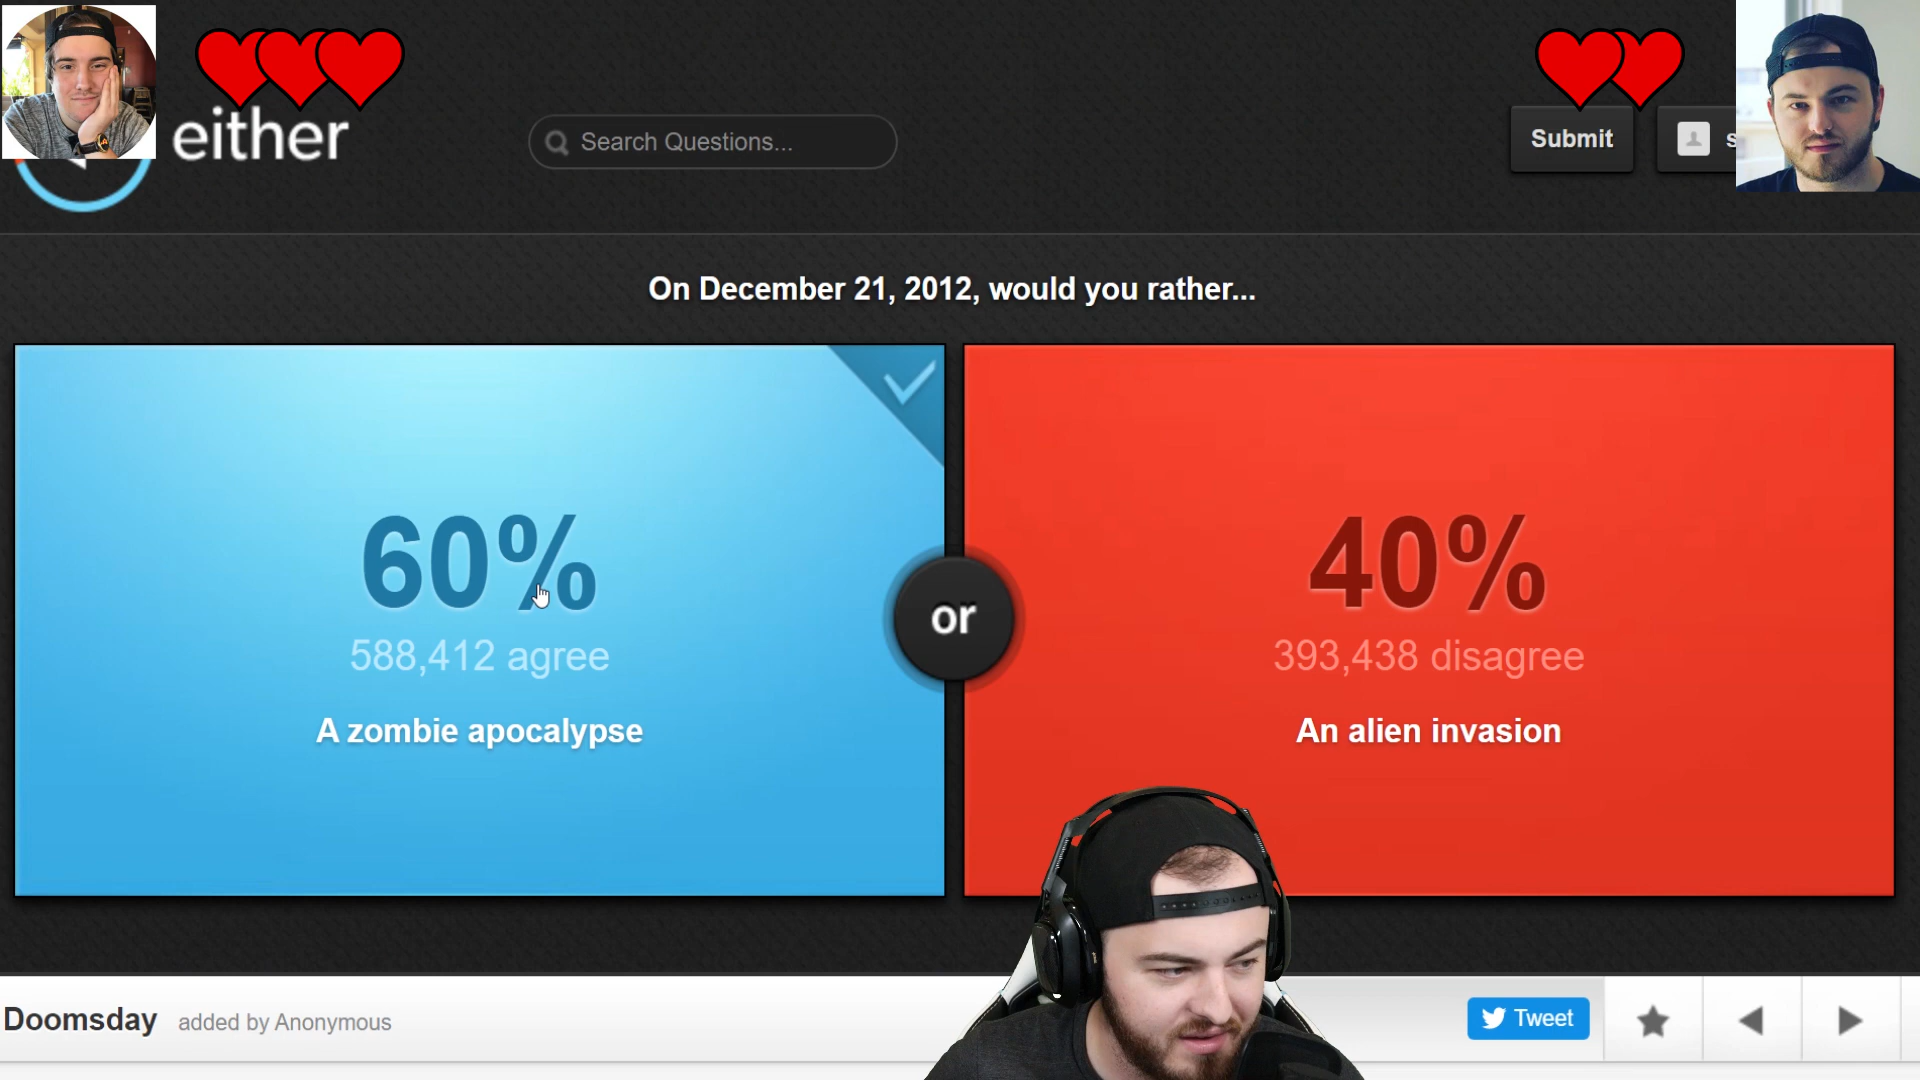 either
Search Questions...
Submit
s
On December 21, 2012, would you rather...
60%
588,412 agree
A zombie apocalypse
or
40%
393,438 disagree
An alien invasion
Doomsday added by Anonymous
Tweet